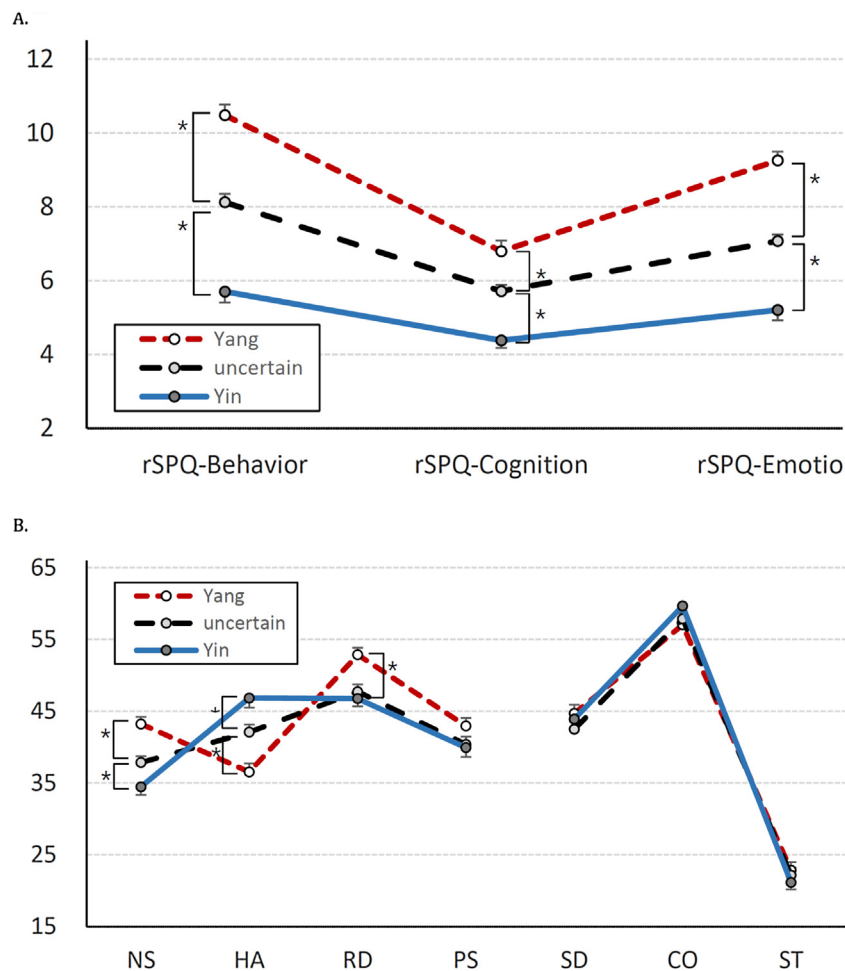 A.
12
10
8
6
4
2
*
*
*
*
*
*
Yang
uncertain
Yin
rSPQ-Behavior rSPQ-Cognition rSPQ-Emotio
B.
65
55
45
35
25
15
Yang
uncertain
Yin
*
*
*
*
*
NS HA RD PS SD CO ST